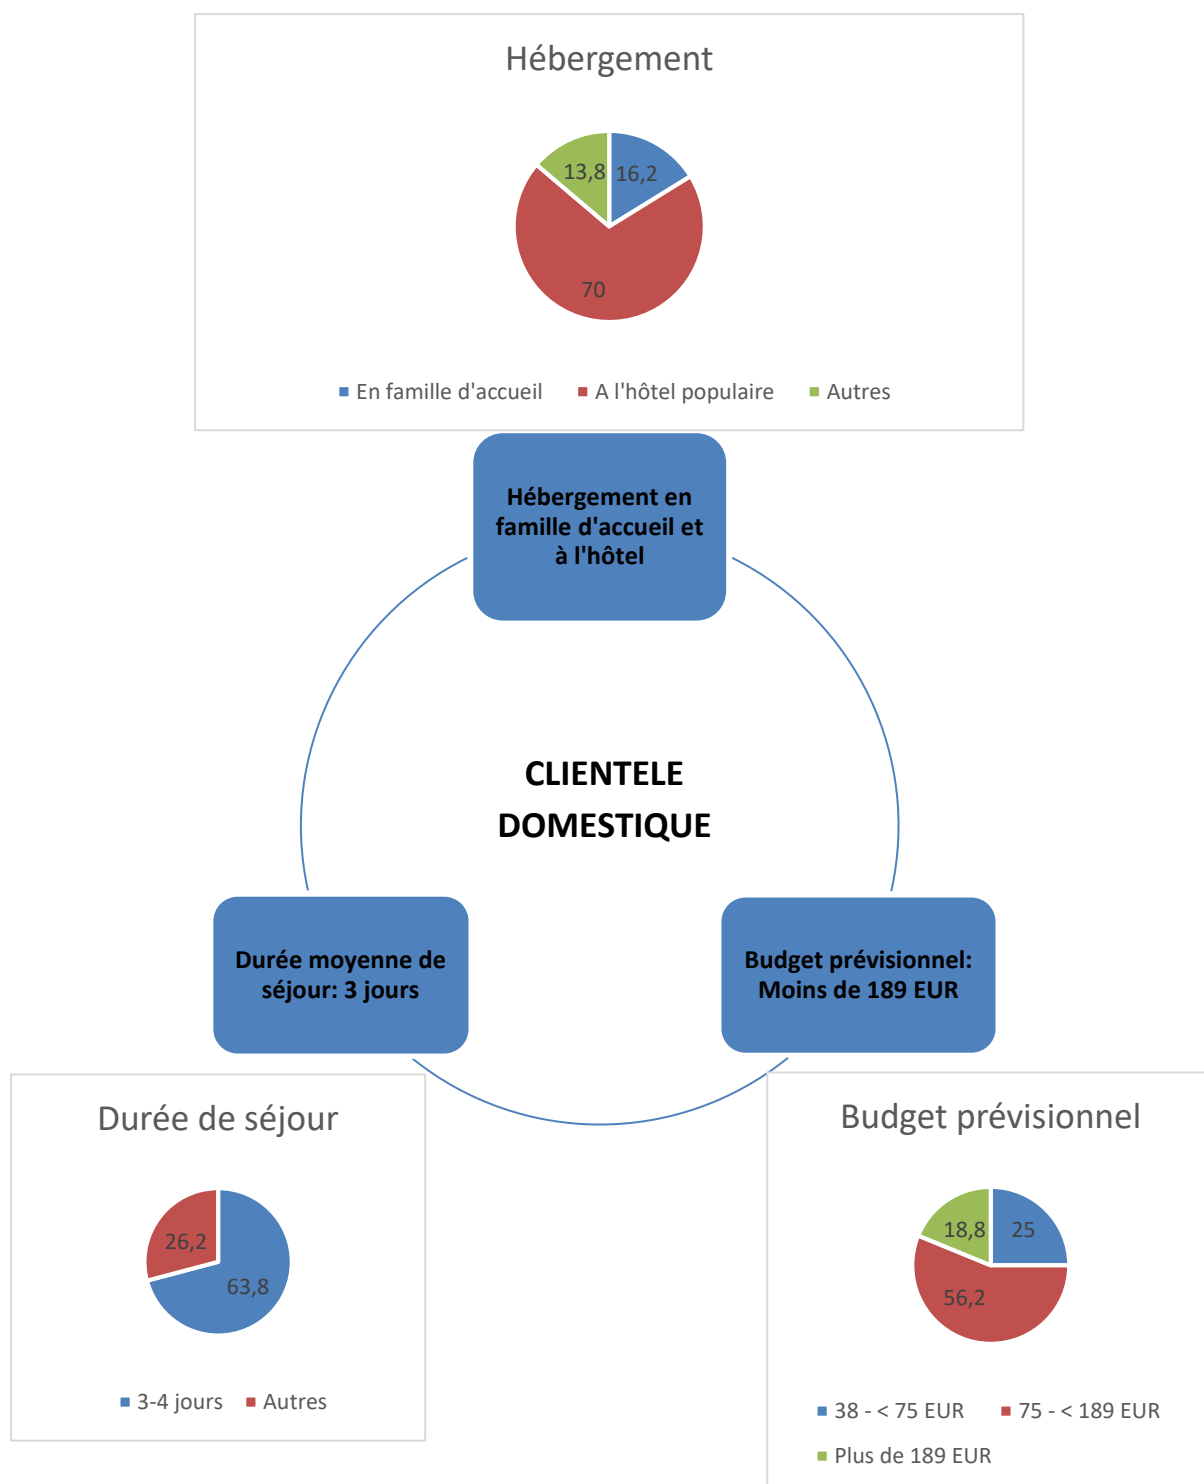 Hébergement
13,8
16,2
70
En famille d'accueil
A l'hôtel populaire
Autres
Hébergement en
famille d'accueil et
à l'hôtel
CLIENTELE
DOMESTIQUE
Durée moyenne de
séjour: 3 jours
Budget prévisionnel:
Moins de 189 EUR
Durée de séjour
26,2
63,8
3-4 jours
Autres
Budget prévisionnel
18,8
25
56,2
38 - < 75 EUR
75 - < 189 EUR
Plus de 189 EUR